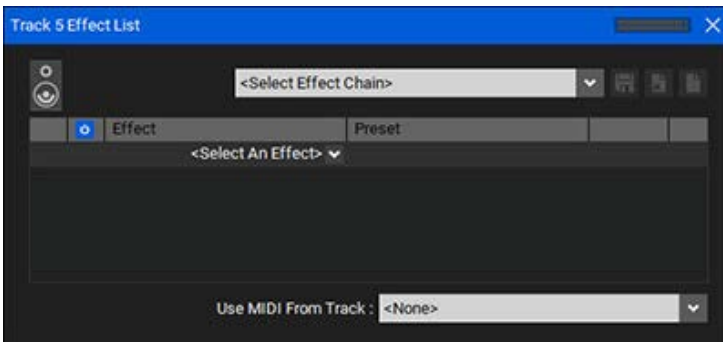 Track 5 Effect List
<Select Effect Chain>
Effect Preset
<Select An Effect>
Use MIDI From Track : <None>